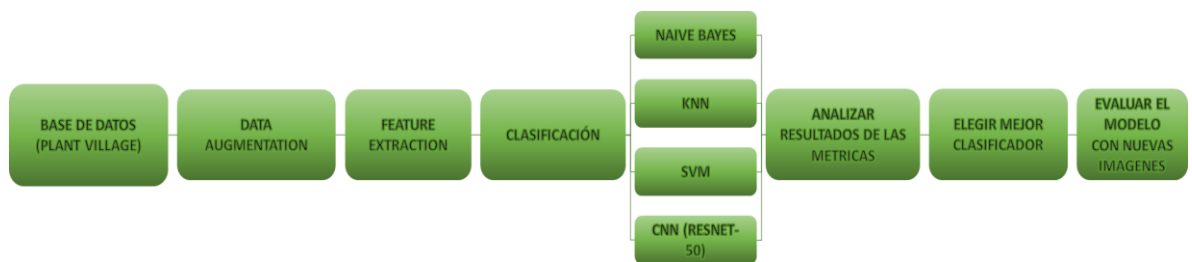 BASE DE DATOS
(PLANT VILLAGE)
DATA
AUGMENTATION
FEATURE
EXTRACTION
CLASIFICACIÓN
NAIVE BAYES
KNN
SVM
CNN (RESNET-
50)
ANALIZAR
RESULTADOS DE LAS
METRICAS
ELEGIR MEJOR
CLASIFICADOR
EVALUAR EL
MODELO
CON NUEVAS
IMAGENES